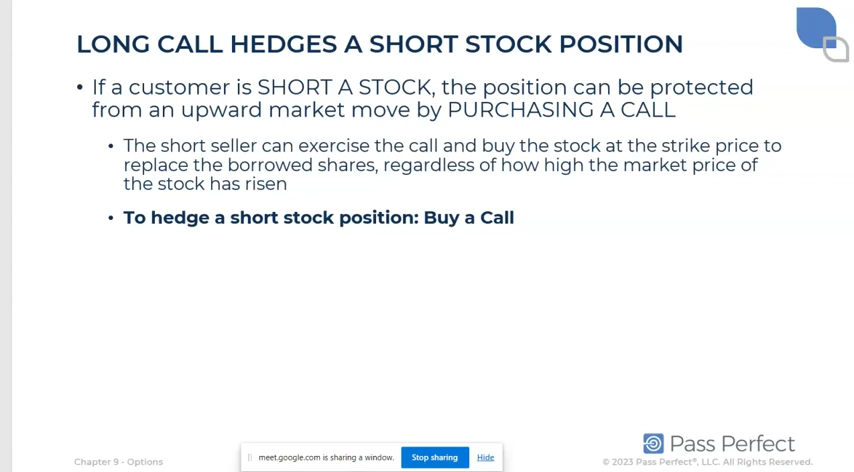 LONG CALL HEDGES A SHORT STOCK POSITION
• If a customer is SHORT A STOCK, the position can be protected
from an upward market move by PURCHASING A CALL
• The short seller can exercise the call and buy the stock at the strike price to
replace the borrowed shares, regardless of how high the market price of
the stock has risen
• To hedge a short stock position: Buy a Call
Pass Perfect
Chapter 9 - Options
meet.google.com is sharing a window. Stop sharing Hide
© 2023 Pass Perfect®, LLC. All Rights Reserved.